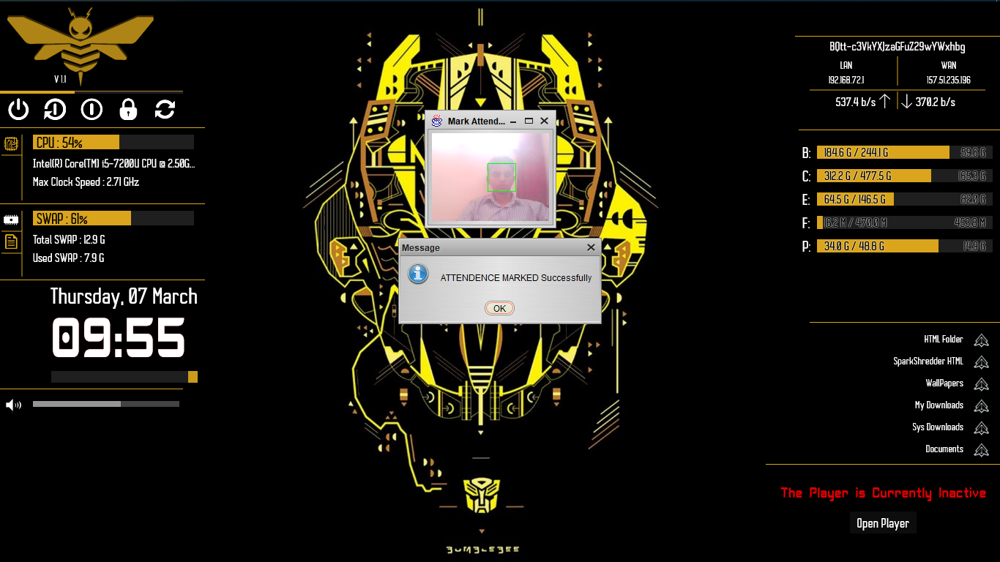 V 1.1
CPU : 54%
Intel(R) Core(TM) i5-7200U CPU @ 2.50G...
Max Clock Speed : 2.71 GHz
SWAP : 61%
Total SWAP : 12.9 G
Used SWAP : 7.9 G
Thursday, 07 March
09:55
Mark Attend...
Message
ATTENDENCE MARKED Successfully
OK
BUMBLEBEE
LAN WAN
192.168.72.1 157.51.235.196
537.4 b/s 370.2 b/s
B: 184.6 G / 244.1 G 59.6 G
C: 312.2 G / 477.5 G 165.3 G
E: 64.5 G / 146.5 G 82.0 G
F: 16.2 M / 470.0 M 453.8 M
P: 34.0 G / 48.8 G 14.9 G
HTML Folder
SparkShredder HTML
WallPapers
My Downloads
Sys Downloads
Documents
The Player is Currently Inactive
Open Player